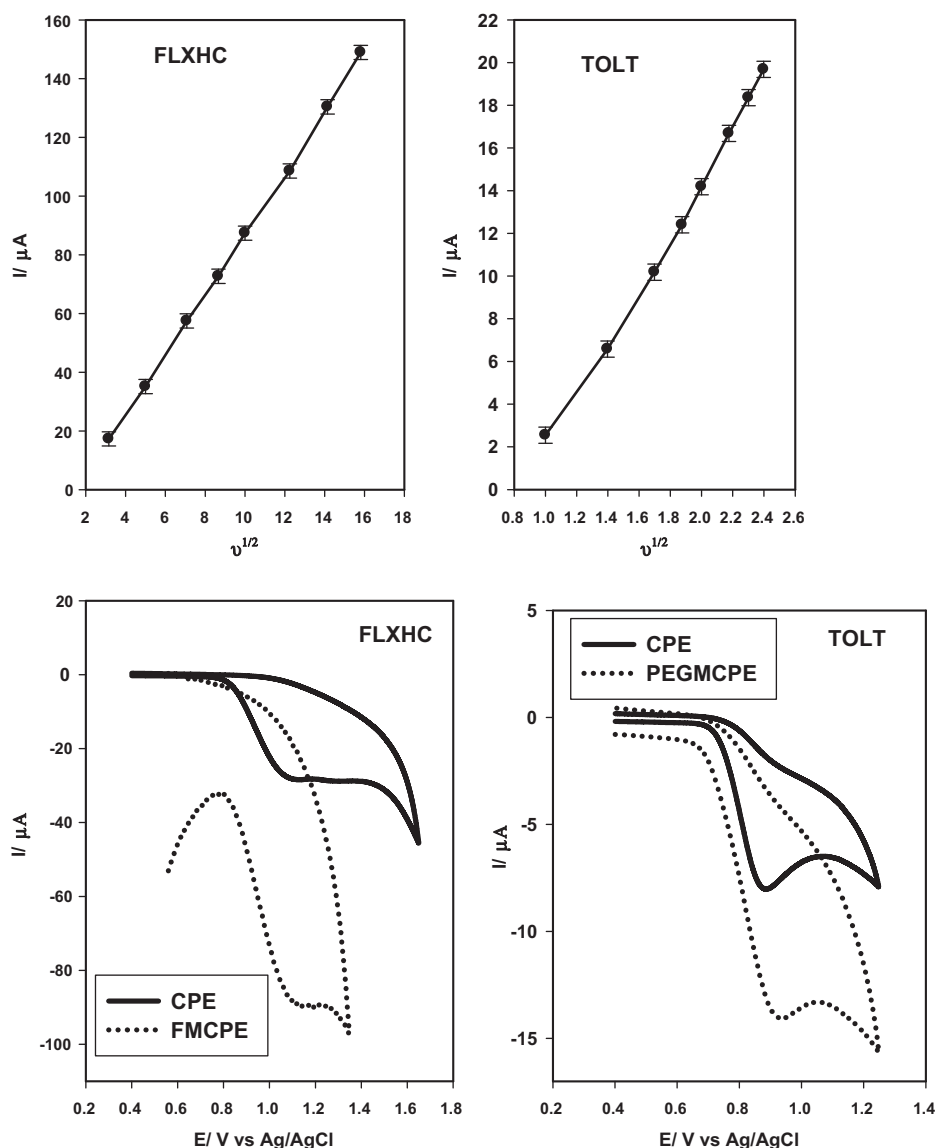 FLXHC
I/ μA
160
140
120
100
80
60
40
20
0
2 4 6 8 10 12 14 16 18
υ1/2
TOLT
I/ μA
22
20
18
16
14
12
10
8
6
4
2
0
0.8 1.0 1.2 1.4 1.6 1.8 2.0 2.2 2.4 2.6
υ1/2
FLXHC
I/ μA
20
0
-20
-40
-60
-80
-100
CPE
FMCPE
0.2 0.4 0.6 0.8 1.0 1.2 1.4 1.6 1.8
E/ V vs Ag/AgCl
TOLT
I/ μA
5
0
-5
-10
-15
CPE
PEGMCPE
0.2 0.4 0.6 0.8 1.0 1.2 1.4
E/ V vs Ag/AgCl